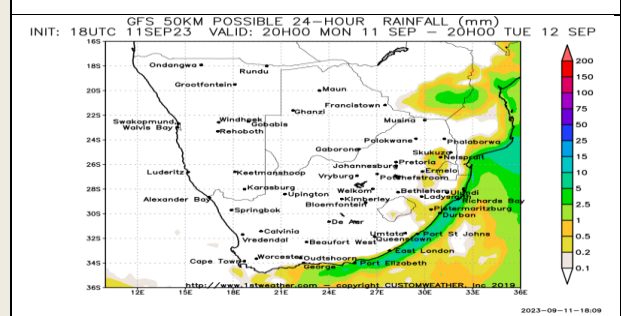 GFS 50KM POSSIBLE 24-HOUR RAINFALL (mm)
INIT: 18UTC 11SEP23 VALID: 20H00 MON 11 SEP – 20H00 TUE 12 SEP
16S
18S
20S
22S
24S
26S
28S
30S
32S
34S
36S
Ondangwa
Rundu
Grootfontein
Maun
Ghanzi
Francistown
Windhoek
Gobabis
Swakopmund
Walvis Bay
Rehoboth
Musina
Polokwane
Phalaborwa
Gaborone
Skukuza
Nelspruit
Pretoria
Johannesburg
Luderitz
Keetmanshoop
Vryburg
Potchefstroom
Ermelo
Karasburg
Upington
Welkom
Bethlehem
Ulundi
Alexander Bay
Kimberley
Ladysmith
Richards Bay
Springbok
Bloemfontein
Pietermaritzburg
Durban
De Aar
Calvinia
Vredendal
Umtata
Port St Johns
Queenstown
Beaufort West
East London
Cape Town
Worcester
Oudtshoorn
George
Port Elizabeth
http://www.1stweather.com – copyright CUSTOMWEATHER, Inc 2019
12E 15E 18E 21E 24E 27E 30E 33E 36E
200
150
100
75
50
25
15
10
5
2.5
1
0.5
0.2
0.1
2023-09-11-18:09